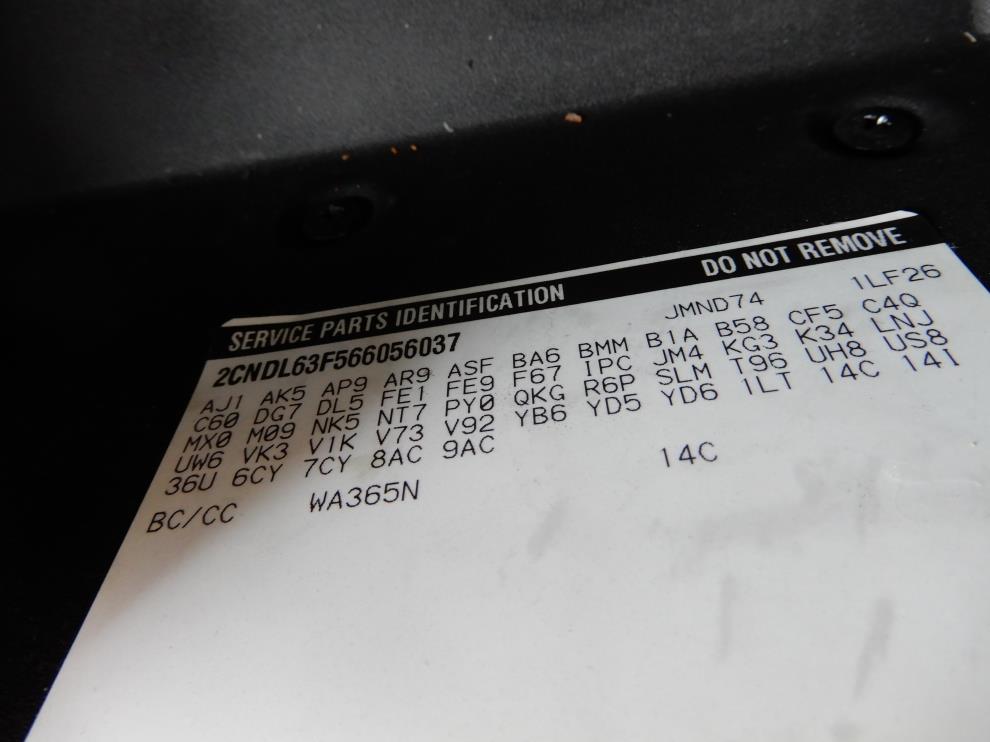 SERVICE PARTS IDENTIFICATION DO NOT REMOVE
2CNDL63F566056037 JMND74 1LF26
AJ1 AK5 AP9 AR9 ASF BA6 BMM B1A B58 CF5 C4Q
C60 DG7 DL5 FE1 FE9 F67 IPC JM4 KG3 K34 LNJ
MX0 M09 NK5 NT7 PY0 QKG R6P SLM T96 UH8 US8
UW6 VK3 V1K V73 V92 YB6 YD5 YD6 1LT 14C 14I
36U 6CY 7CY 8AC 9AC
BC/CC WA365N 14C